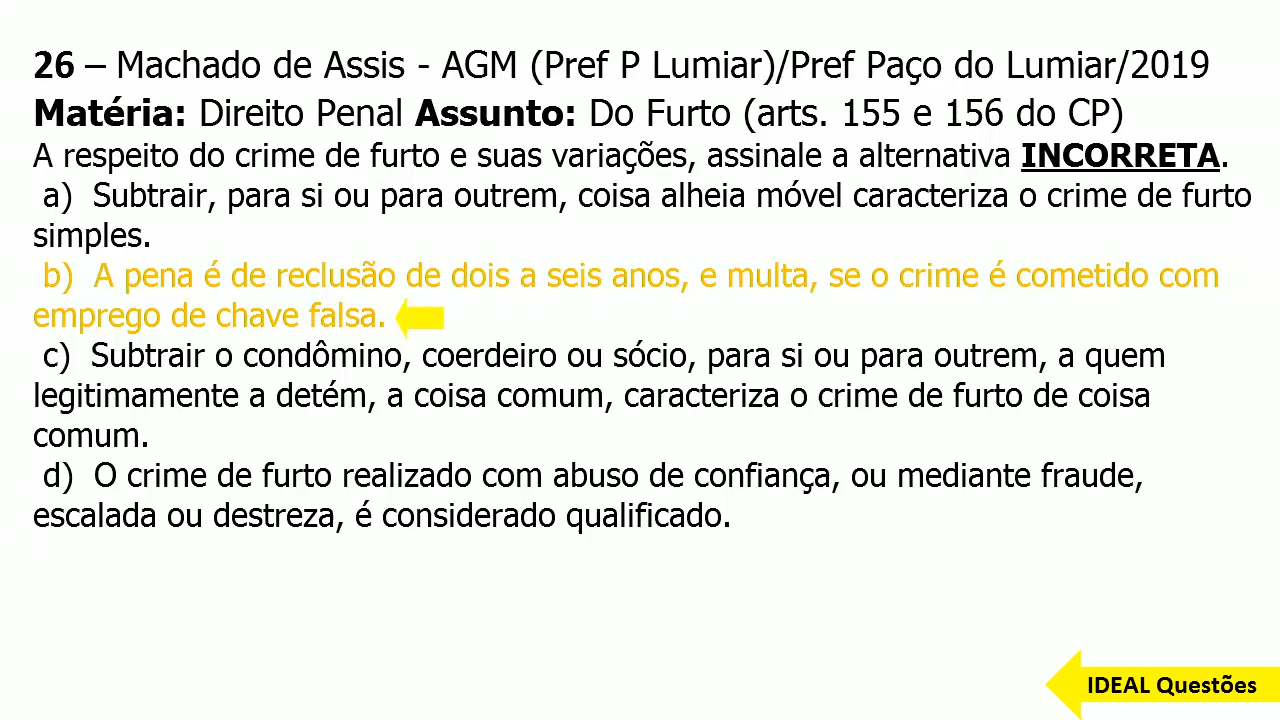 26 – Machado de Assis - AGM (Pref P Lumiar)/Pref Paço do Lumiar/2019
Matéria: Direito Penal Assunto: Do Furto (arts. 155 e 156 do CP)
A respeito do crime de furto e suas variações, assinale a alternativa INCORRETA.
a) Subtrair, para si ou para outrem, coisa alheia móvel caracteriza o crime de furto
simples.
b) A pena é de reclusão de dois a seis anos, e multa, se o crime é cometido com
emprego de chave falsa.
c) Subtrair o condômino, coerdeiro ou sócio, para si ou para outrem, a quem
legitimamente a detém, a coisa comum, caracteriza o crime de furto de coisa
comum.
d) O crime de furto realizado com abuso de confiança, ou mediante fraude,
escalada ou destreza, é considerado qualificado.
IDEAL Questões